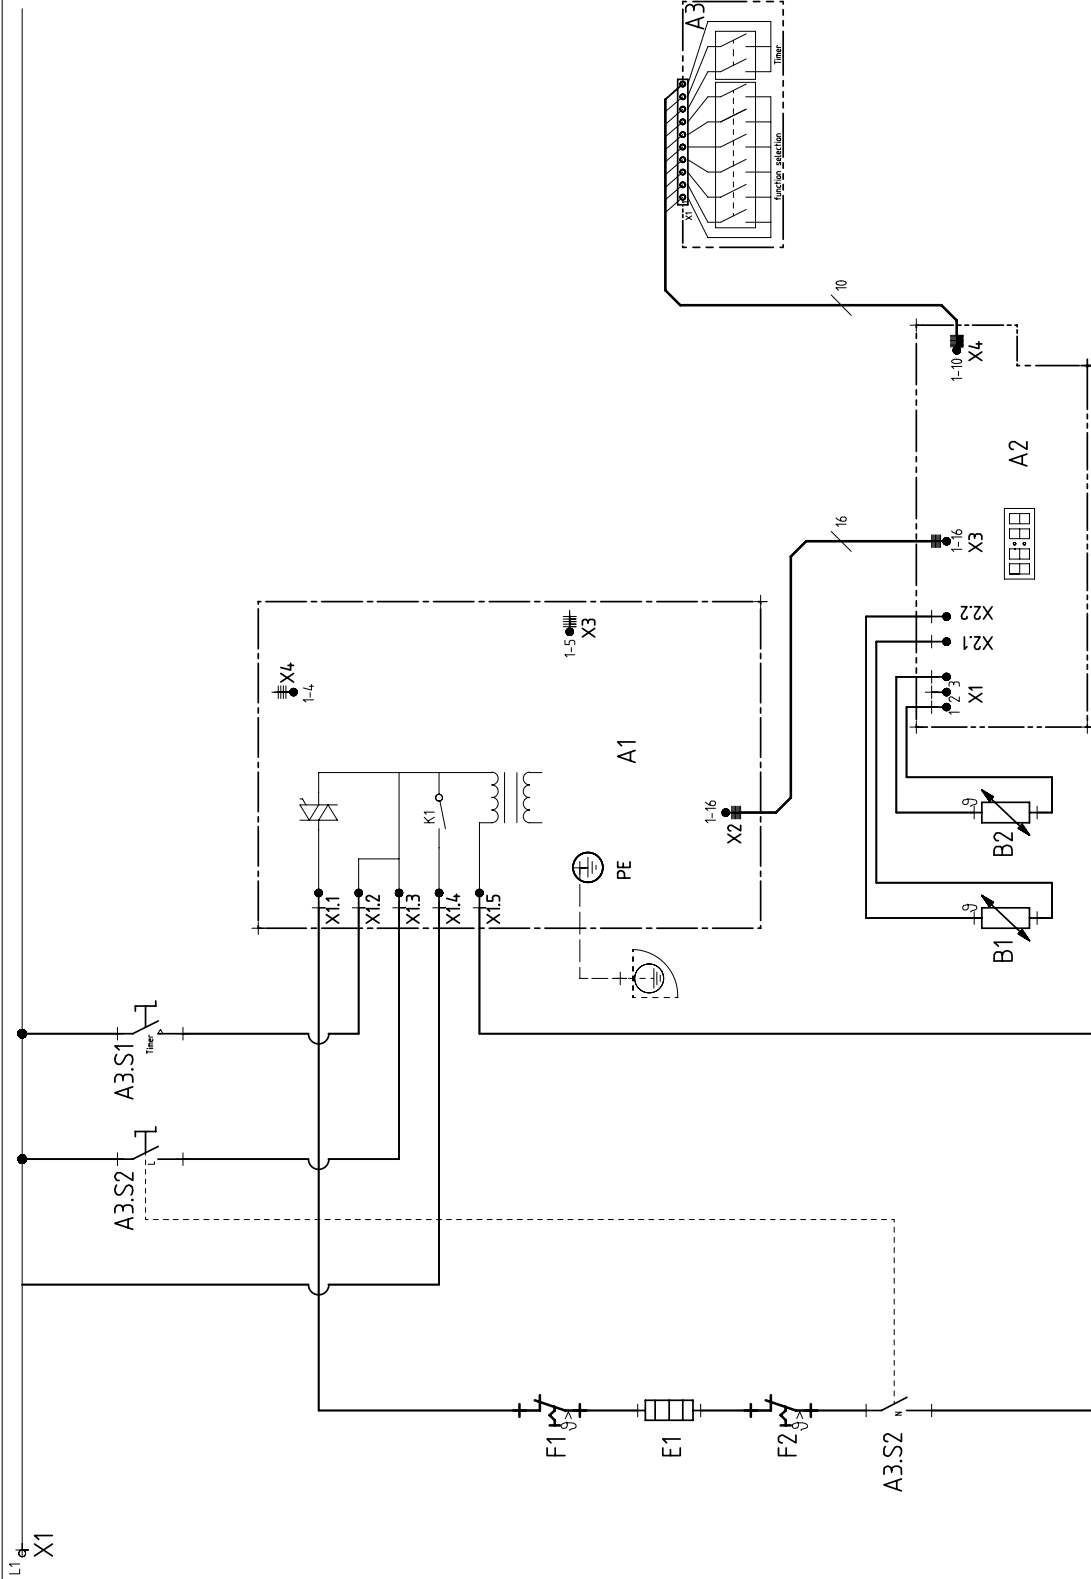 L1
X1
A3.S2
L
A3.S1
Timer
X1.1
X1.2
X1.3
X1.4
X1.5
K1
X4
1-4
1-5
X3
A1
PE
1-16
X2
F1
ϑ>
E1
F2
ϑ>
A3.S2
N
B1
ϑ
B2
ϑ
1 2 3
X1
X2.1
X2.2
1-16
X3
A2
1-10
X4
16
10
X1
A3
function selection
Timer